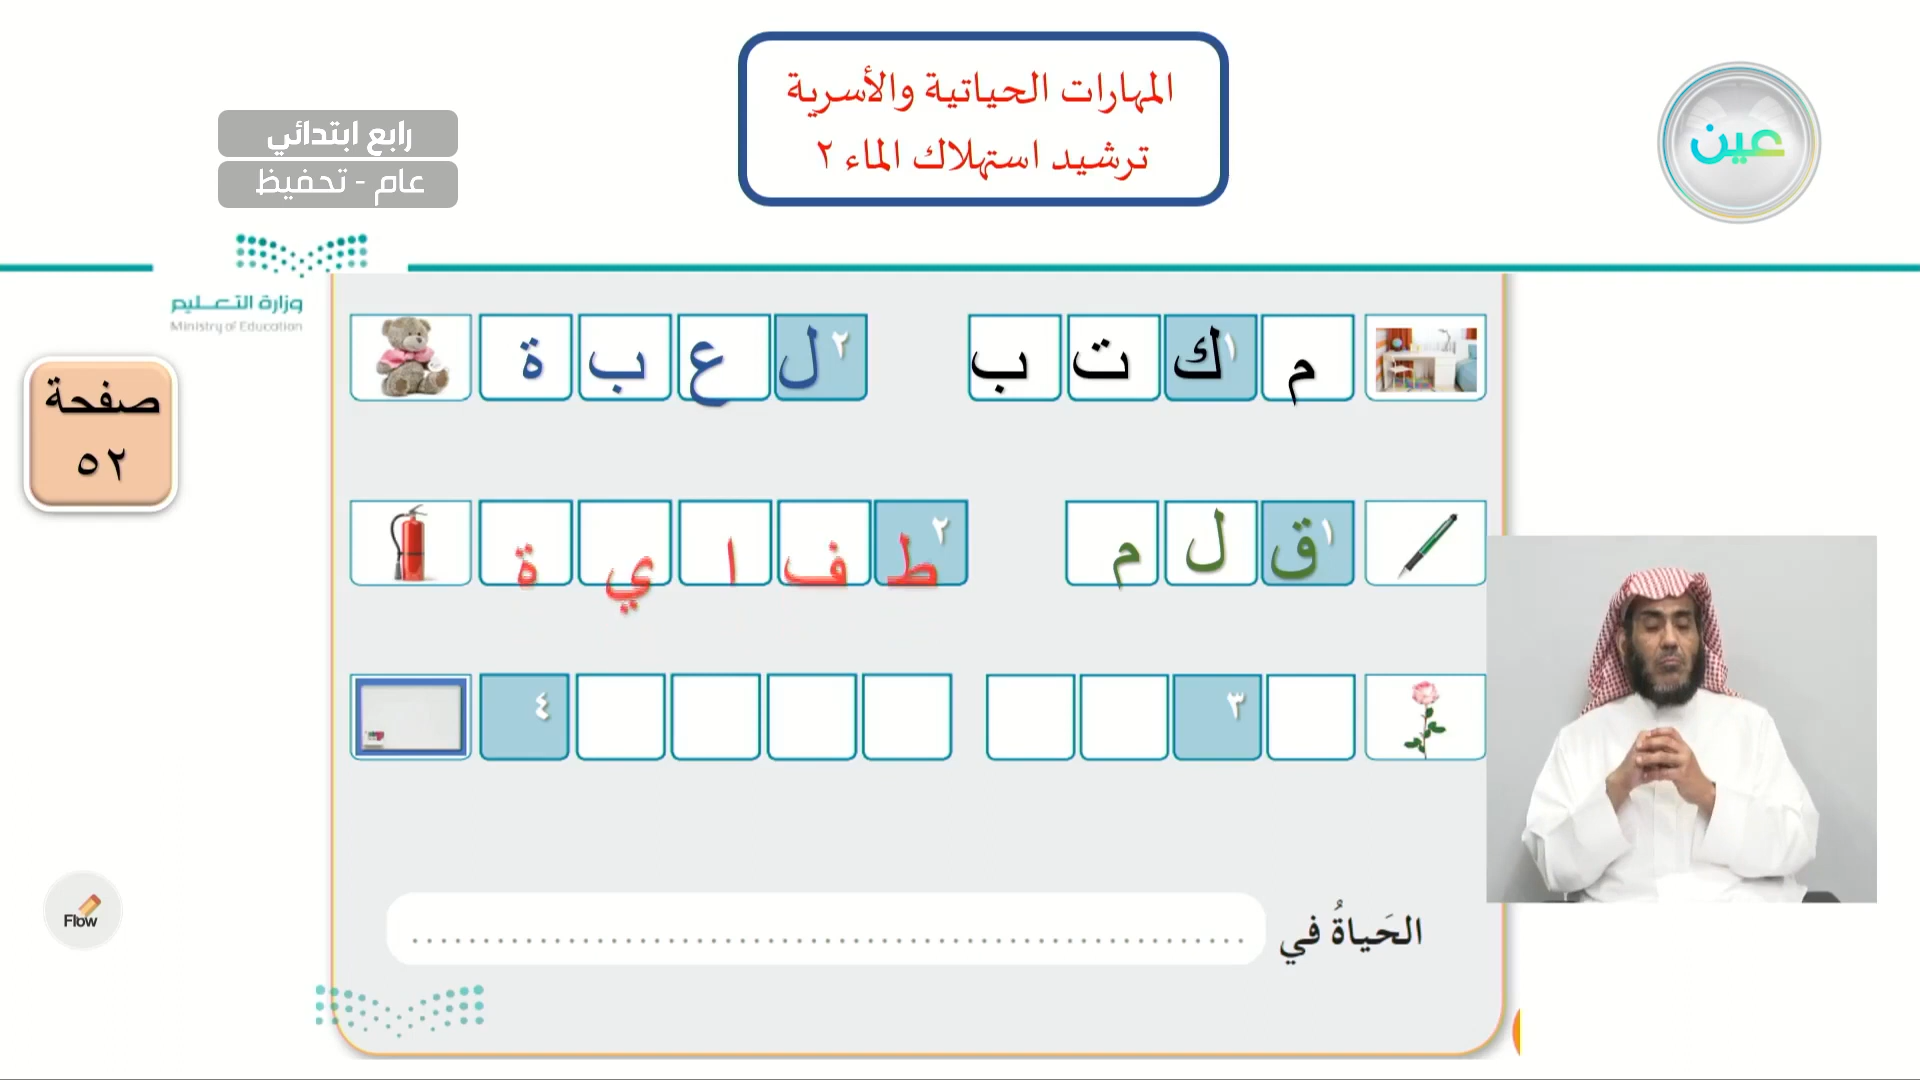 المهارات الحياتية والأسرية
ترشيد استهلاك الماء ٢
عين
رابع ابتدائي
عام - تحفيظ
وزارة التعليم
Ministry of Education
صفحة
٥٢
م ك١ ت ب
ل٢ ع ب ة
ق١ ل م
ط٢ ف ا ي ة
٣
٤
الحَياةُ في ........................................................
Flow